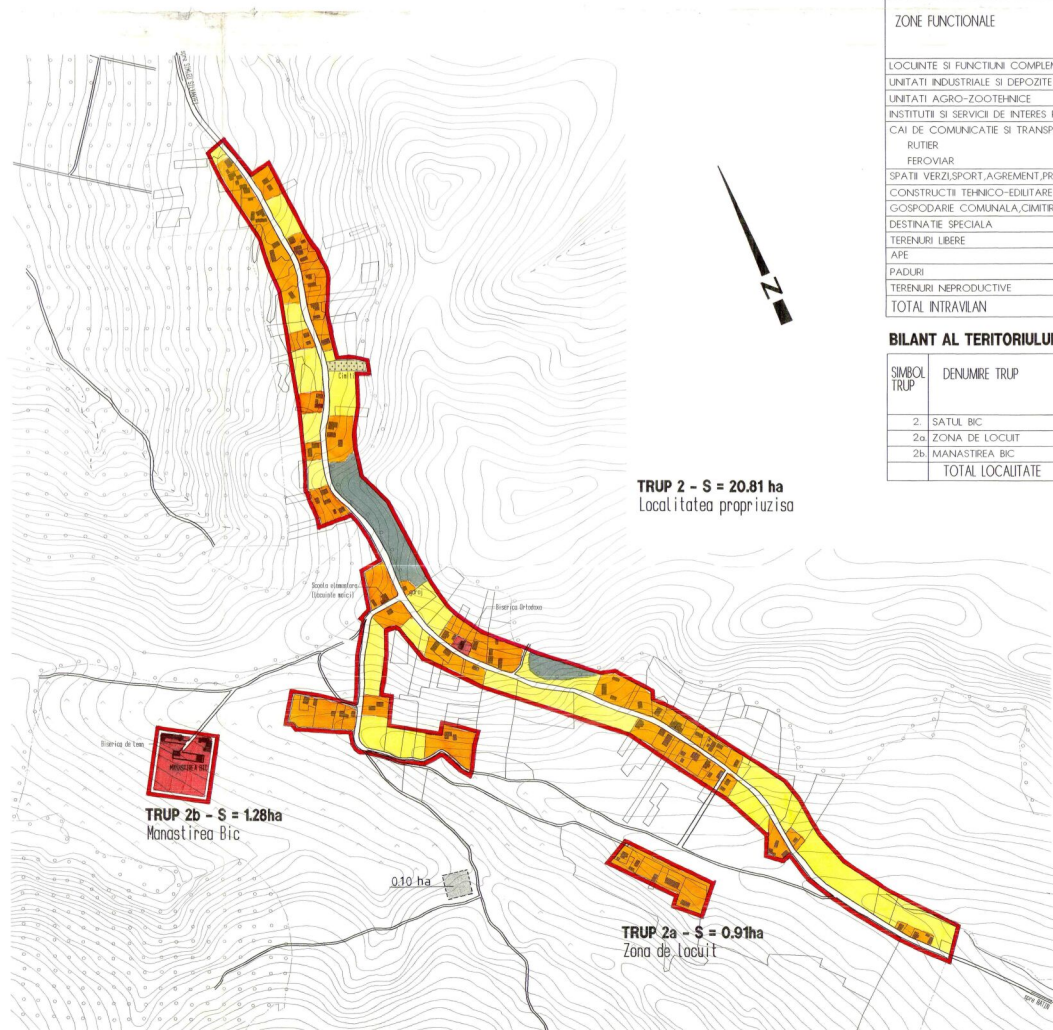 ZONE FUNCTIONALE
LOCUINTE SI FUNCTIUNI COMPLEM
UNITATI INDUSTRIALE SI DEPOZITE
UNITATI AGRO-ZOOTEHNICE
INSTITUTII SI SERVICII DE INTERES
CAI DE COMUNICATIE SI TRANSP
RUTIER
FEROVIAR
SPATII VERZI,SPORT,AGREMENT,PR
CONSTRUCTII TEHNICO-EDILITARE
GOSPODARIE COMUNALA,CIMITIR
DESTINATIE SPECIALA
TERENURI LIBERE
APE
PADURI
TERENURI NEPRODUCTIVE
TOTAL INTRAVILAN
BILANT AL TERITORIULUI
SIMBOL TRUP
DENUMIRE TRUP
2. SATUL BIC
2a. ZONA DE LOCUIT
2b. MANASTIREA BIC
TOTAL LOCALITATE
N
Cimiti
TRUP 2 - S = 20.81 ha
Localitatea propriuzisa
Scoala elementara
Biserica Ortodoxa
Biserica de Lemn
MANASTIREA BIC
TRUP 2b - S = 1.28ha
Manastirea Bic
0.10 ha
TRUP 2a - S = 0.91ha
Zona de locuit